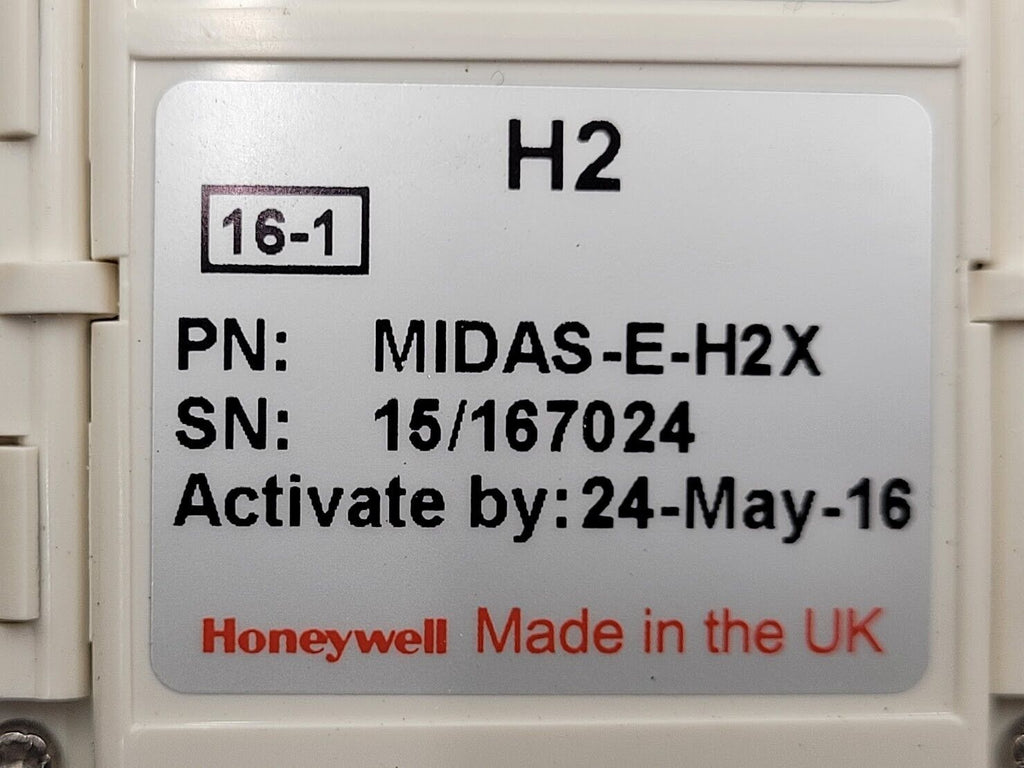 H2
16-1
PN: MIDAS-E-H2X
SN: 15/167024
Activate by: 24-May-16
Honeywell Made in the UK